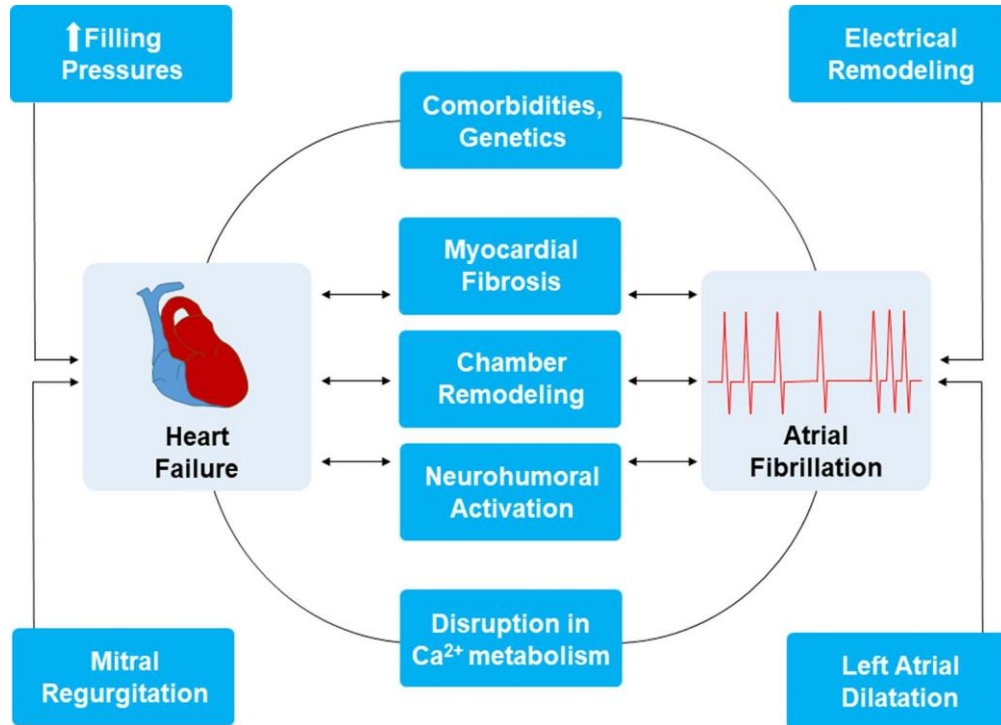 ⬆Filling
Pressures
Electrical
Remodeling
Comorbidities,
Genetics
Myocardial
Fibrosis
Chamber
Remodeling
Neurohumoral
Activation
Heart
Failure
Atrial
Fibrillation
Disruption in
Ca²⁺ metabolism
Mitral
Regurgitation
Left Atrial
Dilatation